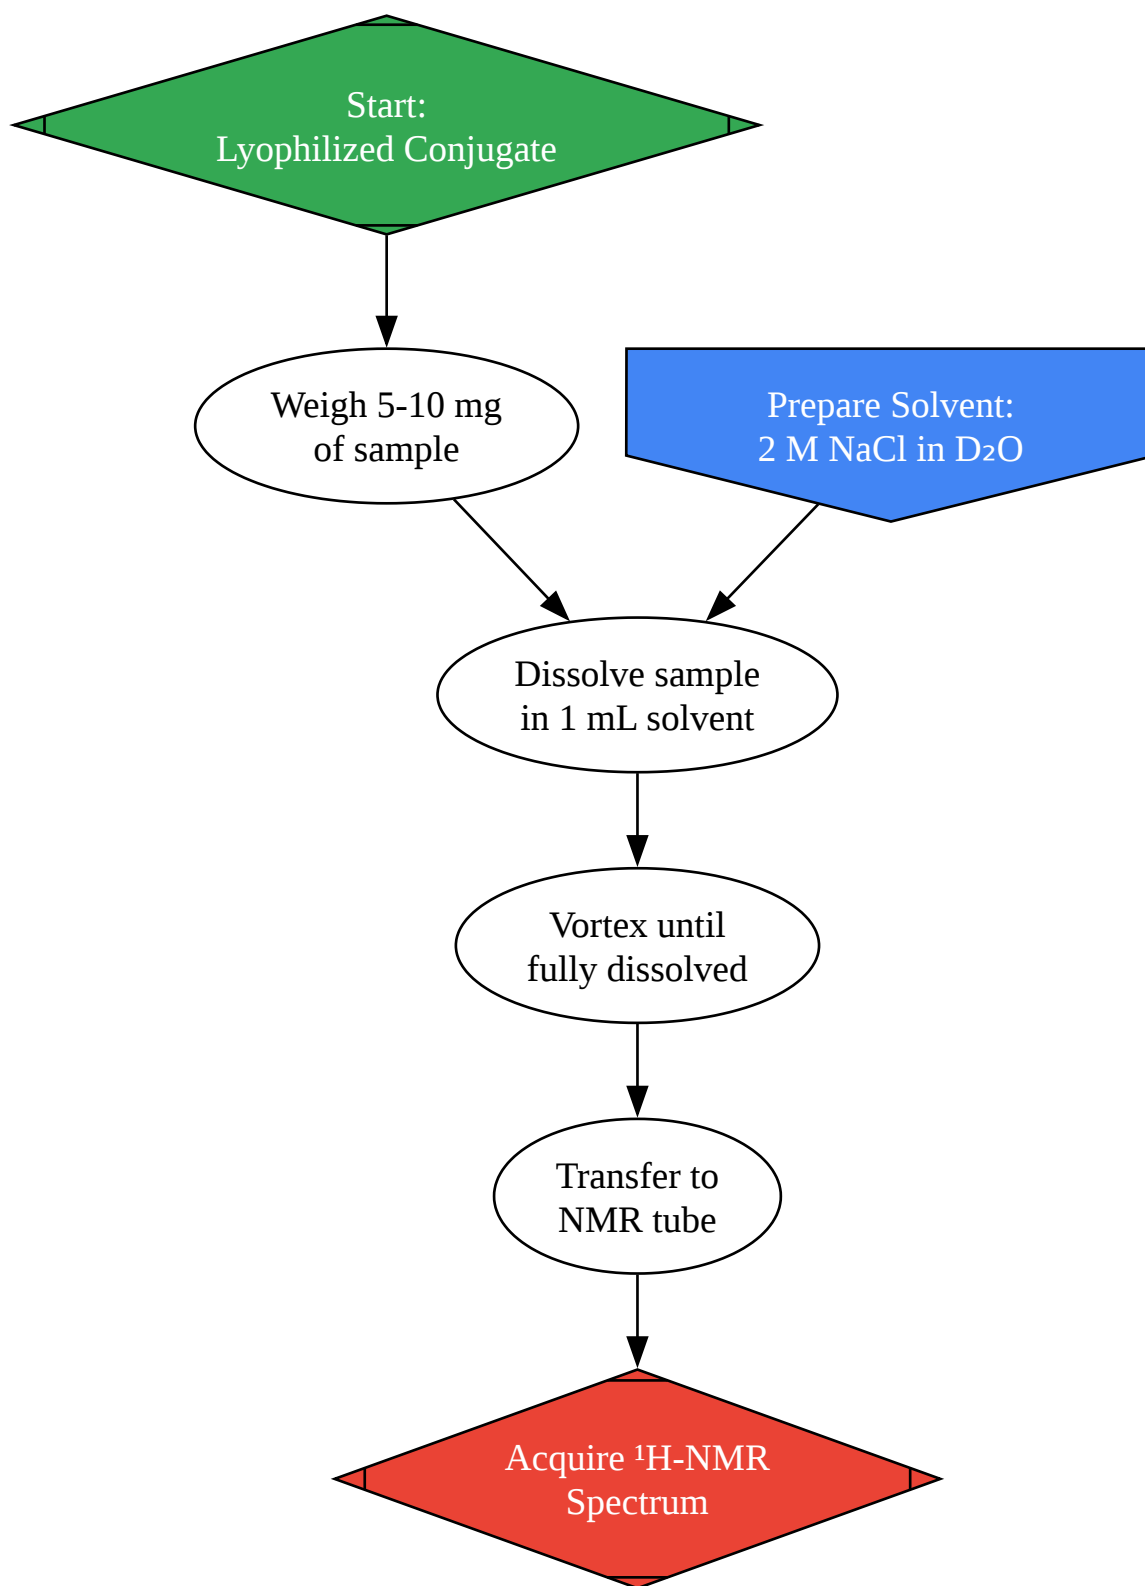 Start:
Lyophilized Conjugate
Weigh 5-10 mg
of sample
Prepare Solvent:
2 M NaCl in D₂O
Dissolve sample
in 1 mL solvent
Vortex until
fully dissolved
Transfer to
NMR tube
Acquire ¹H-NMR
Spectrum